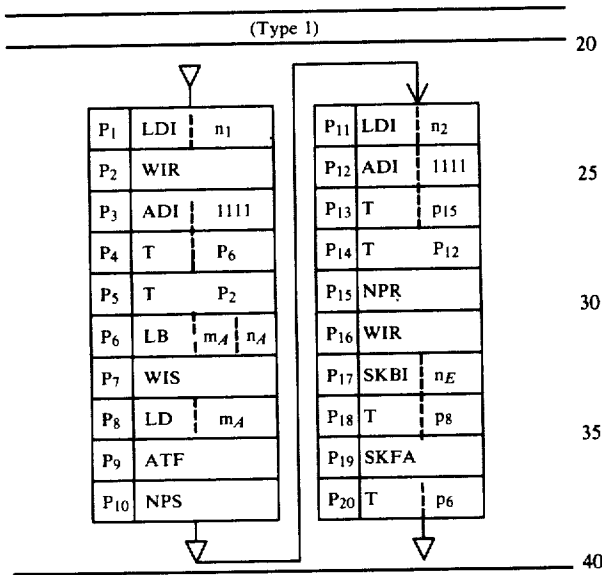 (Type 1)
20
P1 LDI n1
P2 WIR
P3 ADI 1111
P4 T P6
P5 T P2
P6 LB mA nA
P7 WIS
P8 LD mA
P9 ATF
P10 NPS
P11 LDI n2
P12 ADI 1111
25
P13 T p15
P14 T P12
P15 NPR
30
P16 WIR
P17 SKBI nE
P18 T p8
35
P19 SKFA
P20 T p6
40